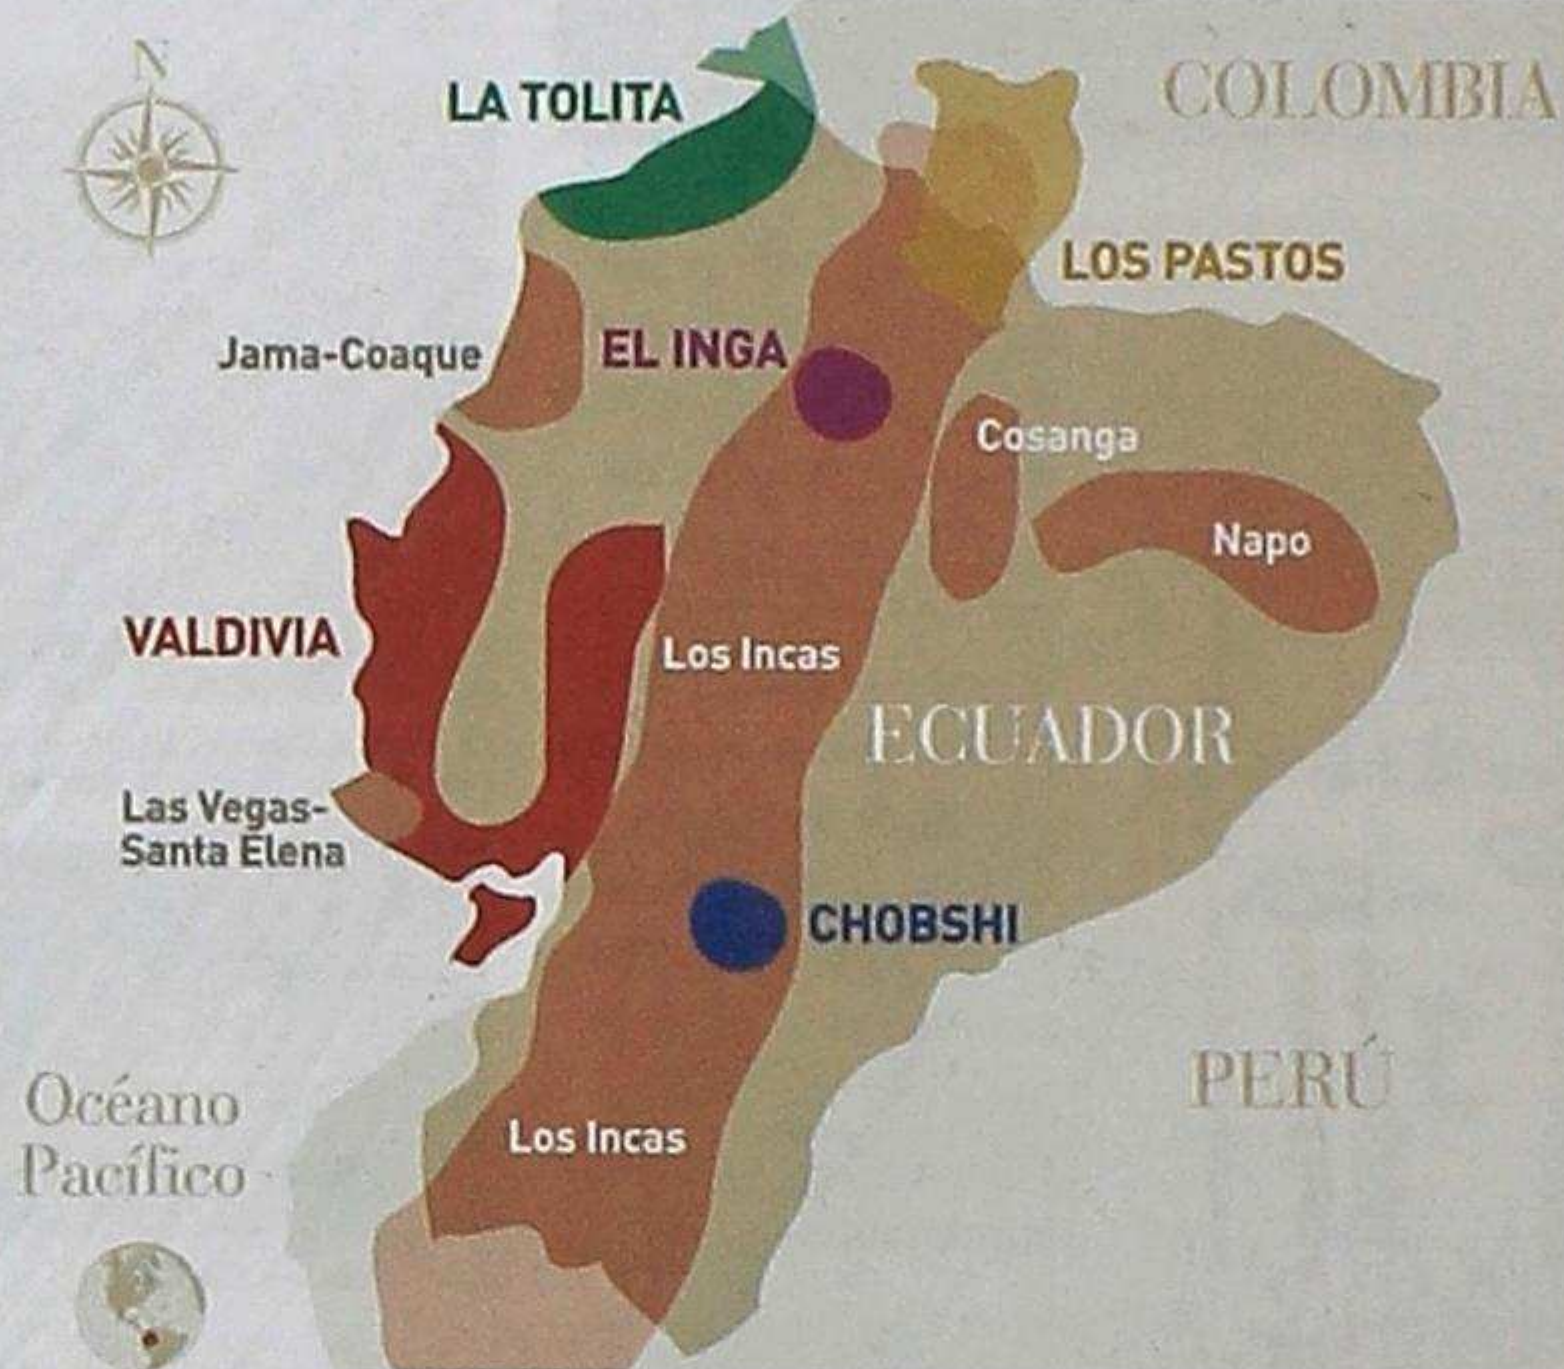 N
LA TOLITA
COLOMBIA
LOS PASTOS
Jama-Coaque
EL INGA
Cosanga
Napo
VALDIVIA
Los Incas
ECUADOR
Las Vegas-
Santa Elena
CHOBSHI
PERÚ
Océano
Pacífico
Los Incas